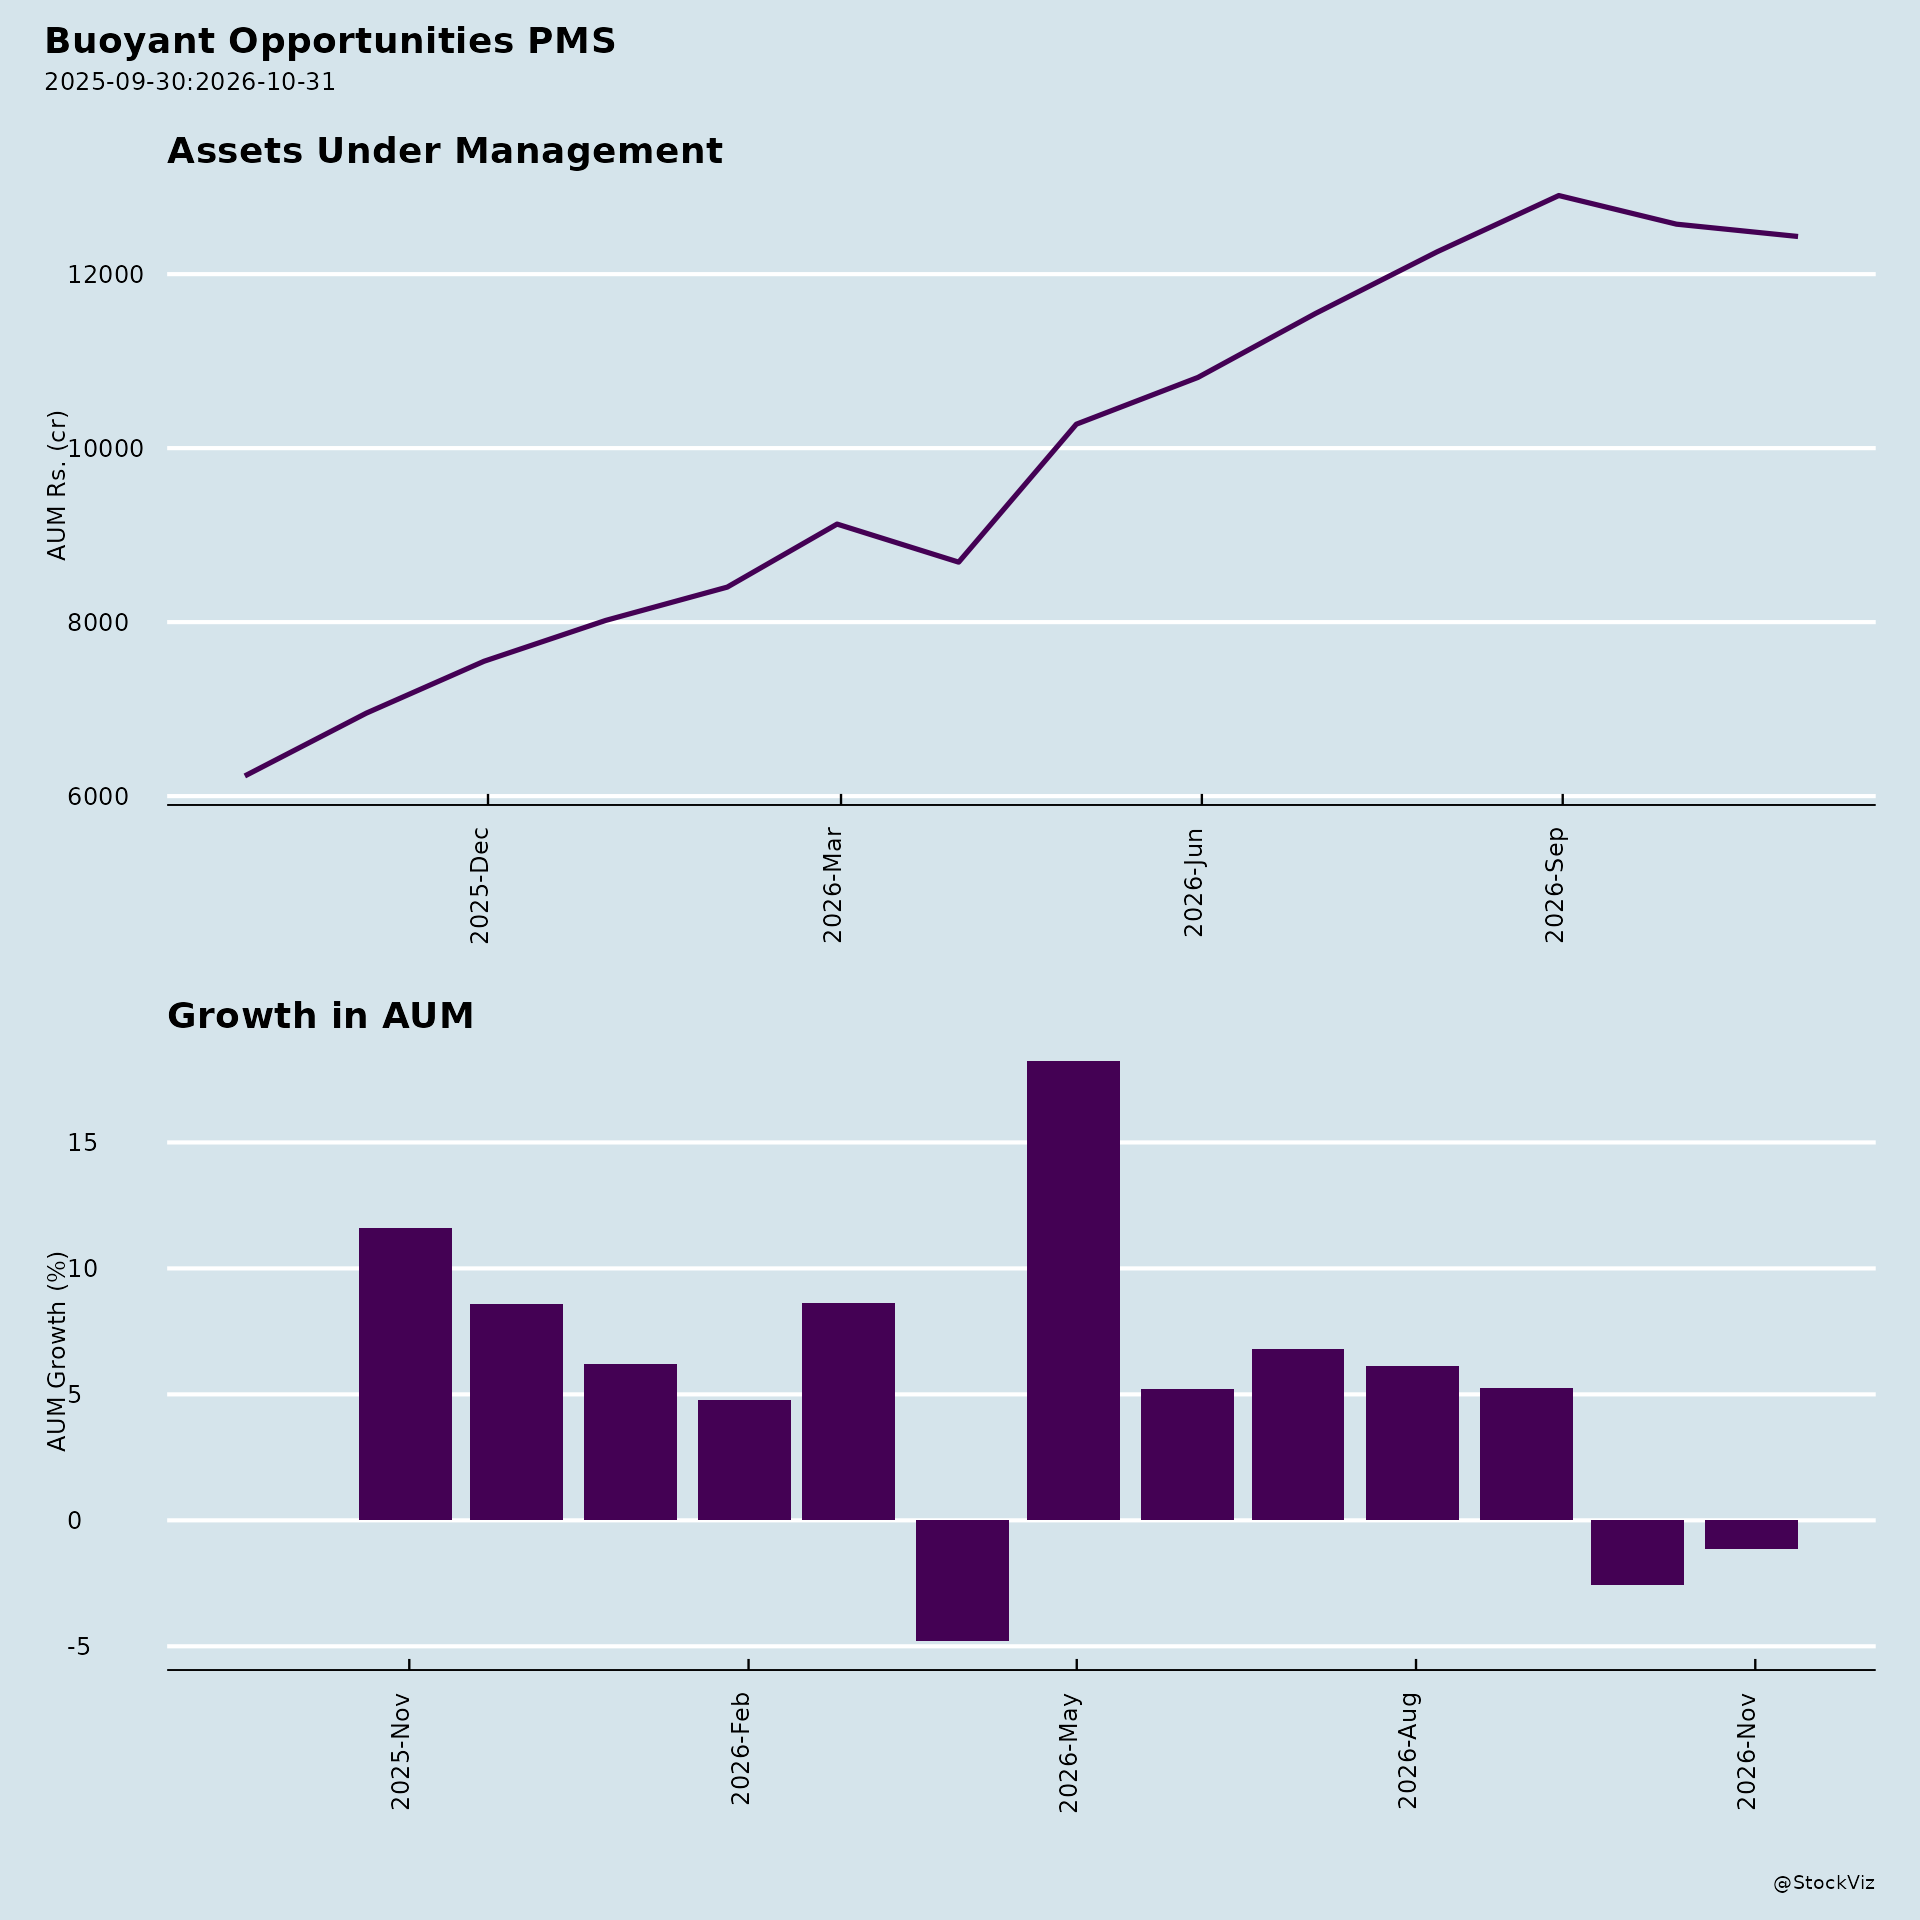 Buoyant Opportunities PMS
2025-09-30:2026-10-31
Assets Under Management
AUM Rs. (cr)
12000
10000
8000
6000
2025-Dec
2026-Mar
2026-Jun
2026-Sep
Growth in AUM
AUM Growth (%)
15
10
5
0
-5
2025-Nov
2026-Feb
2026-May
2026-Aug
2026-Nov
@StockViz